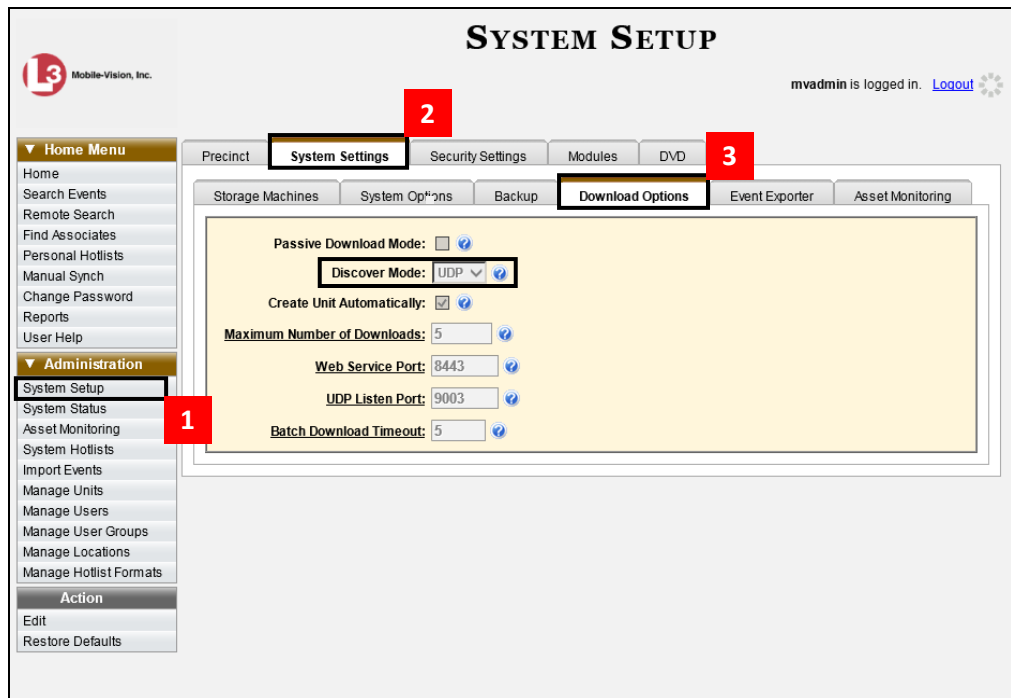 SYSTEM SETUP
L3 Mobile-Vision, Inc.
mvadmin is logged in. Logout
2
▼ Home Menu
Home
Search Events
Remote Search
Find Associates
Personal Hotlists
Manual Synch
Change Password
Reports
User Help
▼ Administration
System Setup
1
System Status
Asset Monitoring
System Hotlists
Import Events
Manage Units
Manage Users
Manage User Groups
Manage Locations
Manage Hotlist Formats
Action
Edit
Restore Defaults
Precinct System Settings Security Settings Modules DVD
3
Storage Machines System Options Backup Download Options Event Exporter Asset Monitoring
Passive Download Mode: ?
Discover Mode: UDP ?
Create Unit Automatically: ?
Maximum Number of Downloads: 5 ?
Web Service Port: 8443 ?
UDP Listen Port: 9003 ?
Batch Download Timeout: 5 ?